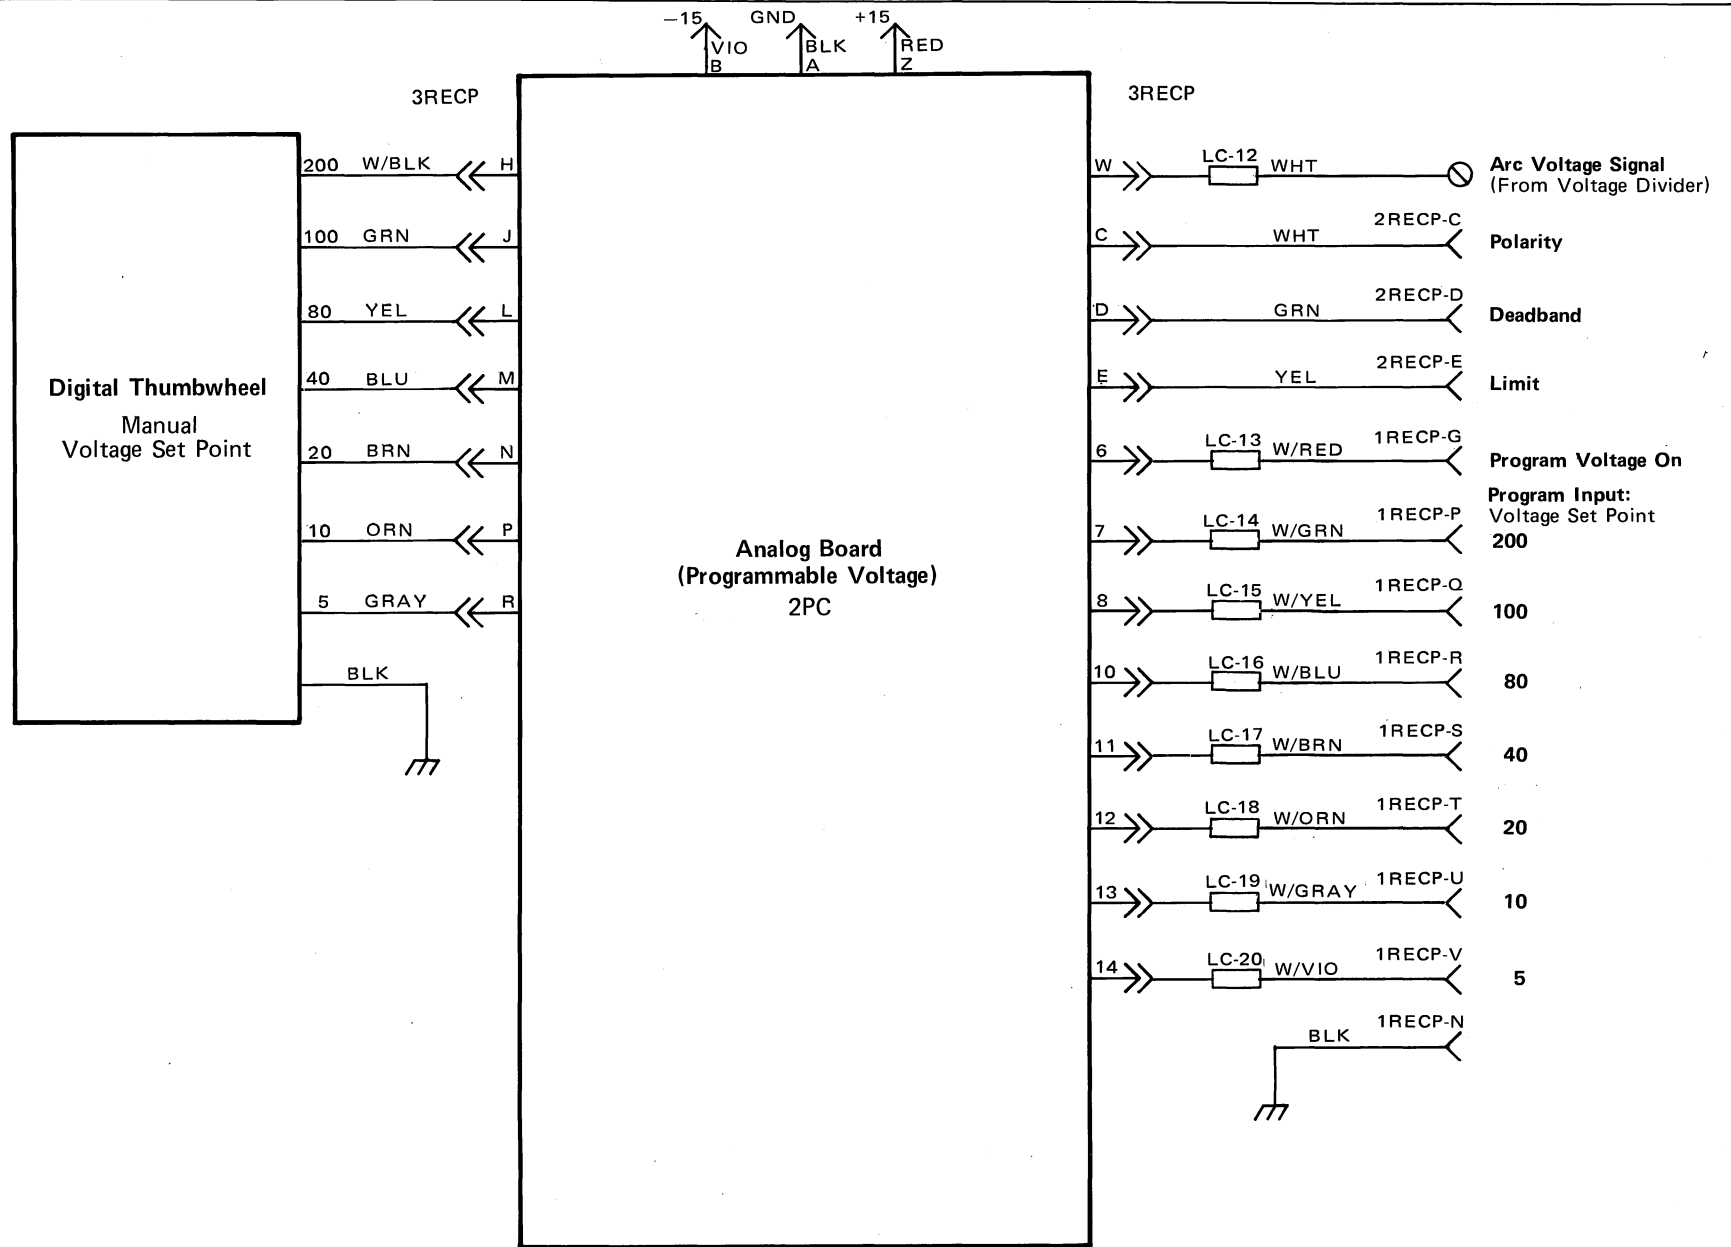 −15 GND +15
VIO BLK RED
B A Z
3RECP 3RECP
200 W/BLK H
100 GRN J
80 YEL L
40 BLU M
20 BRN N
10 ORN P
5 GRAY R
BLK
Digital Thumbwheel
Manual
Voltage Set Point
Analog Board
(Programmable Voltage)
2PC
W LC-12 WHT Arc Voltage Signal
(From Voltage Divider)
C WHT 2RECP-C Polarity
D GRN 2RECP-D Deadband
E YEL 2RECP-E Limit
6 LC-13 W/RED 1RECP-G Program Voltage On
Program Input:
Voltage Set Point
7 LC-14 W/GRN 1RECP-P 200
8 LC-15 W/YEL 1RECP-Q 100
10 LC-16 W/BLU 1RECP-R 80
11 LC-17 W/BRN 1RECP-S 40
12 LC-18 W/ORN 1RECP-T 20
13 LC-19 W/GRAY 1RECP-U 10
14 LC-20 W/VIO 1RECP-V 5
BLK 1RECP-N